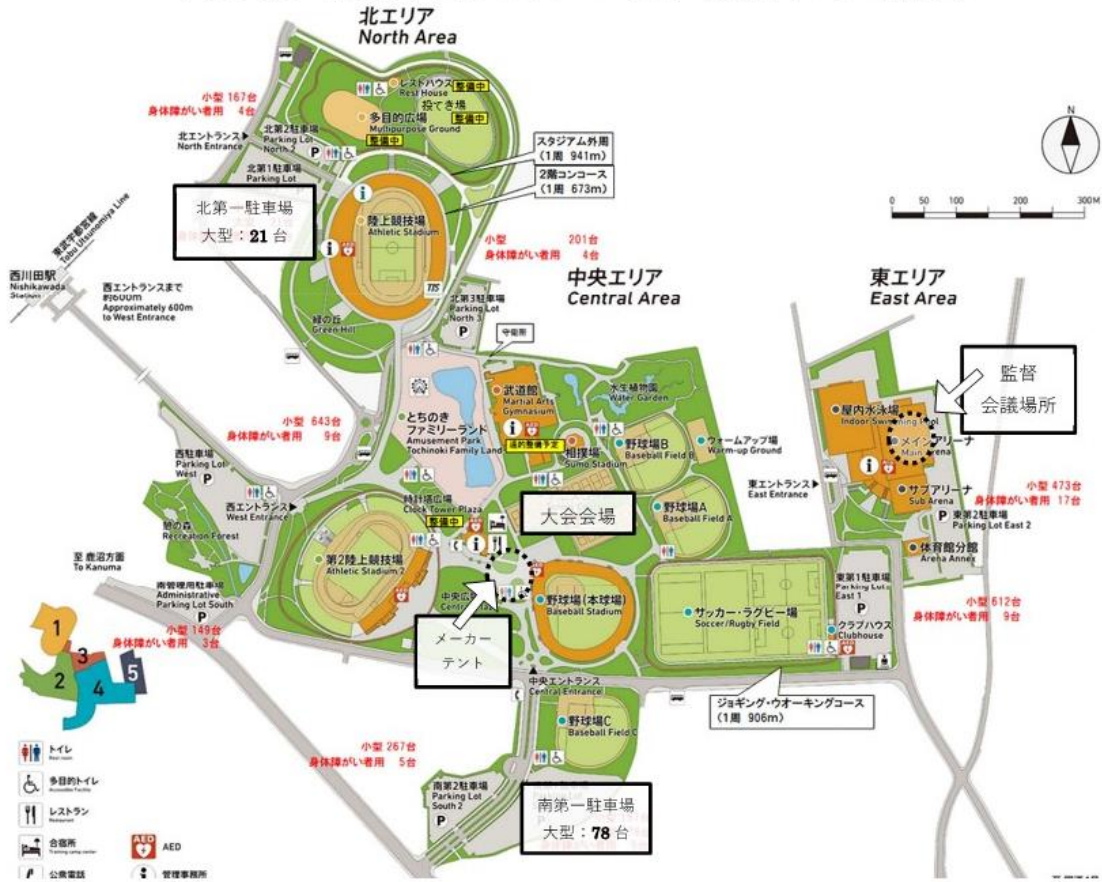 北エリア
North Area
小型 167台
身体障がい者用 4台
レストハウス 整備中
Rest House
投てき場
整備中
多目的広場
Multipurpose Ground
整備中
北エントランス
North Entrance
北第2駐車場
Parking Lot
North 2
P
北第1駐車場
Parking Lot
スタジアム外周
(1周 941m)
2階コンコース
(1周 673m)
N
0 50 100 200 300M
北第一駐車場
大型：21台
陸上競技場
Athletic Stadium
AED
TIS
小型 201台
身体障がい者用 4台
東武宇都宮線
Tobu Utsunomiya Line
西川田駅
Nishikawada
Station
西エントランスまで
約600m
Approximately 600m
to West Entrance
緑の丘
Green Hill
北第3駐車場
Parking Lot
North 3
P
守衛所
中央エリア
Central Area
東エリア
East Area
監督
会議場所
武道館
Martial Arts
Gymnasium
水生植物園
Water Garden
屋内水泳場
メインアリーナ
とちのき
ファミリーランド
Amusement Park
Tochinoki Family Land
相撲場
Sumo Stadium
野球場B
Baseball Field B
ウォームアップ場
Warm-up Ground
小型 643台
身体障がい者用 9台
西駐車場
Parking Lot
West
P
西エントランス
West Entrance
時計塔広場
Clock Tower Plaza
整備中
大会会場
野球場A
Baseball Field A
東エントランス
East Entrance
サブアリーナ
Sub Arena
小型 473台
身体障がい者用 17台
東第2駐車場
Parking Lot East 2
P
体育館分館
Arena Annex
憩の森
Recreation Forest
至 鹿沼方面
To Kanuma
南管理用駐車場
Administrative
Parking Lot South
P
小型 149台
身体障がい者用 3台
第2陸上競技場
Athletic Stadium 2
AED
中央広
AED
野球場(本球場)
Baseball Stadium
サッカー・ラグビー場
Soccer/Rugby Field
東第1駐車場
Parking Lot
East 1
P
クラブハウス
Clubhouse
AED
小型 612台
身体障がい者用 9台
メーカー
テント
中央エントランス
Central Entrance
ジョギング・ウオーキングコース
(1周 906m)
1
2
3
4
5
野球場C
Baseball Field C
小型 267台
身体障がい者用 5台
南第2駐車場
Parking Lot
South 2
P
南第一駐車場
大型：78台
トイレ
多目的トイレ
レストラン
合宿所
公衆電話
AED
AED
管理事務所